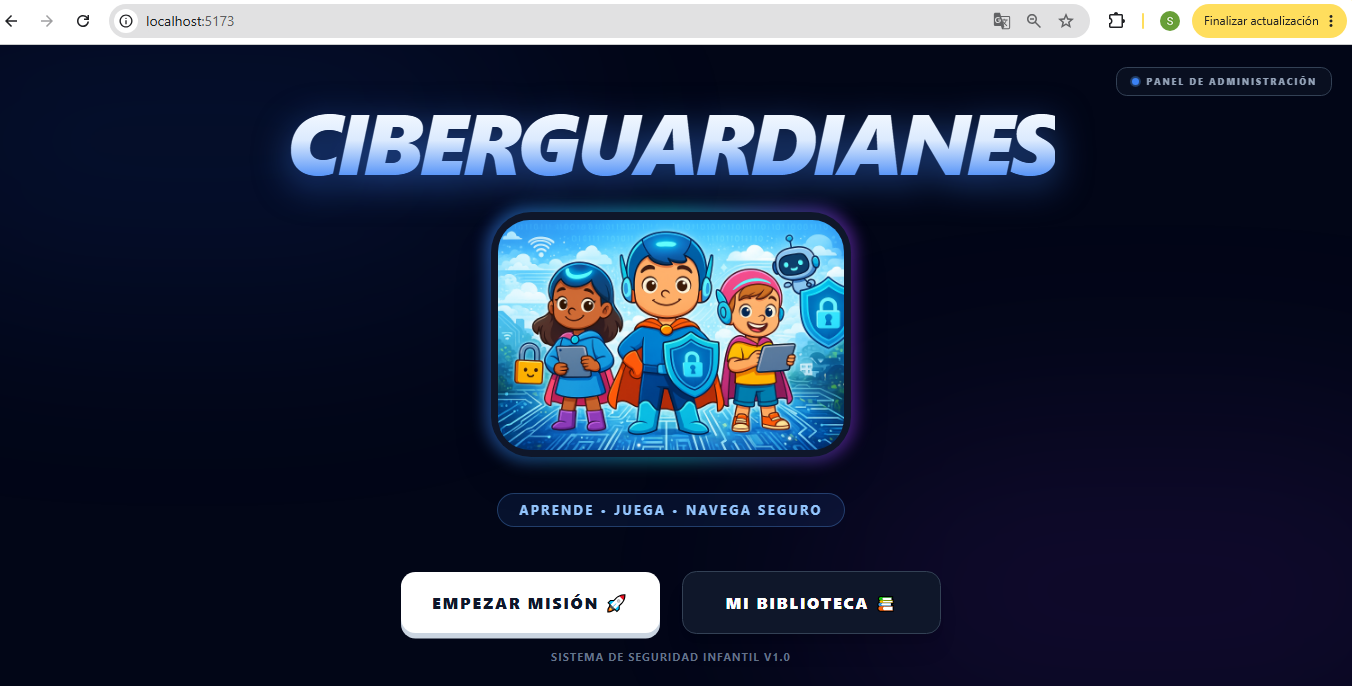 localhost:5173
S
Finalizar actualización
PANEL DE ADMINISTRACIÓN
CIBERGUARDIANES
APRENDE • JUEGA • NAVEGA SEGURO
EMPEZAR MISIÓN 🚀
MI BIBLIOTECA 📚
SISTEMA DE SEGURIDAD INFANTIL V1.0